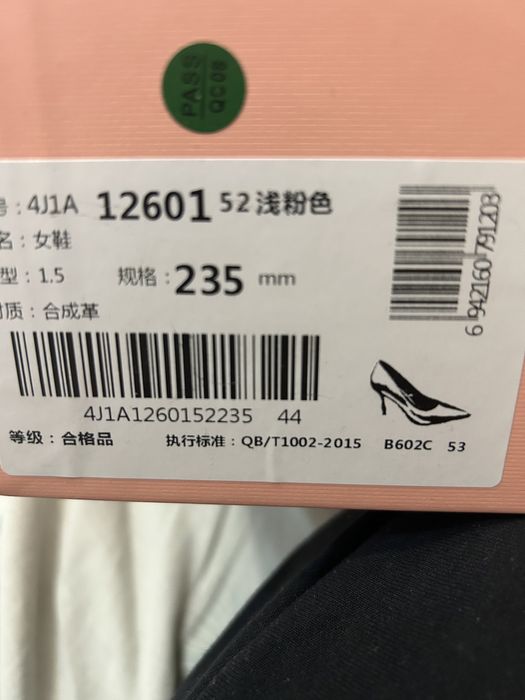 PASS
QC08
号：4J1A 12601 52 浅粉色
名：女鞋
型：1.5 规格：235 mm
材质：合成革
6 942160 791203
4J1A1260152235 44
等级：合格品 执行标准：QB/T1002-2015 B602C 53